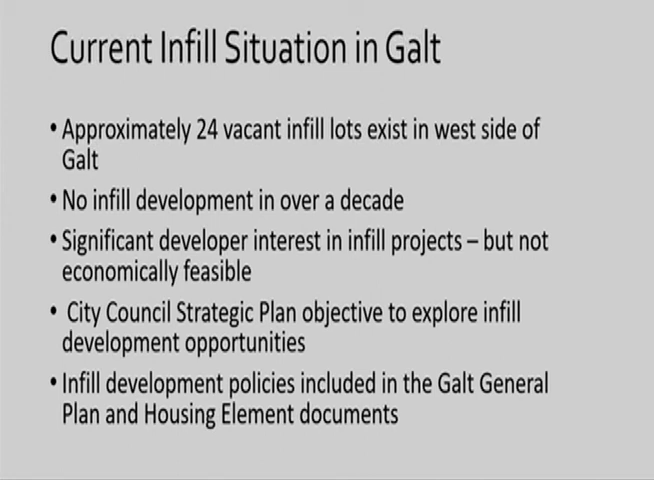 Current Infill Situation in Galt
• Approximately 24 vacant infill lots exist in west side of
Galt
• No infill development in over a decade
• Significant developer interest in infill projects – but not
economically feasible
• City Council Strategic Plan objective to explore infill
development opportunities
• Infill development policies included in the Galt General
Plan and Housing Element documents